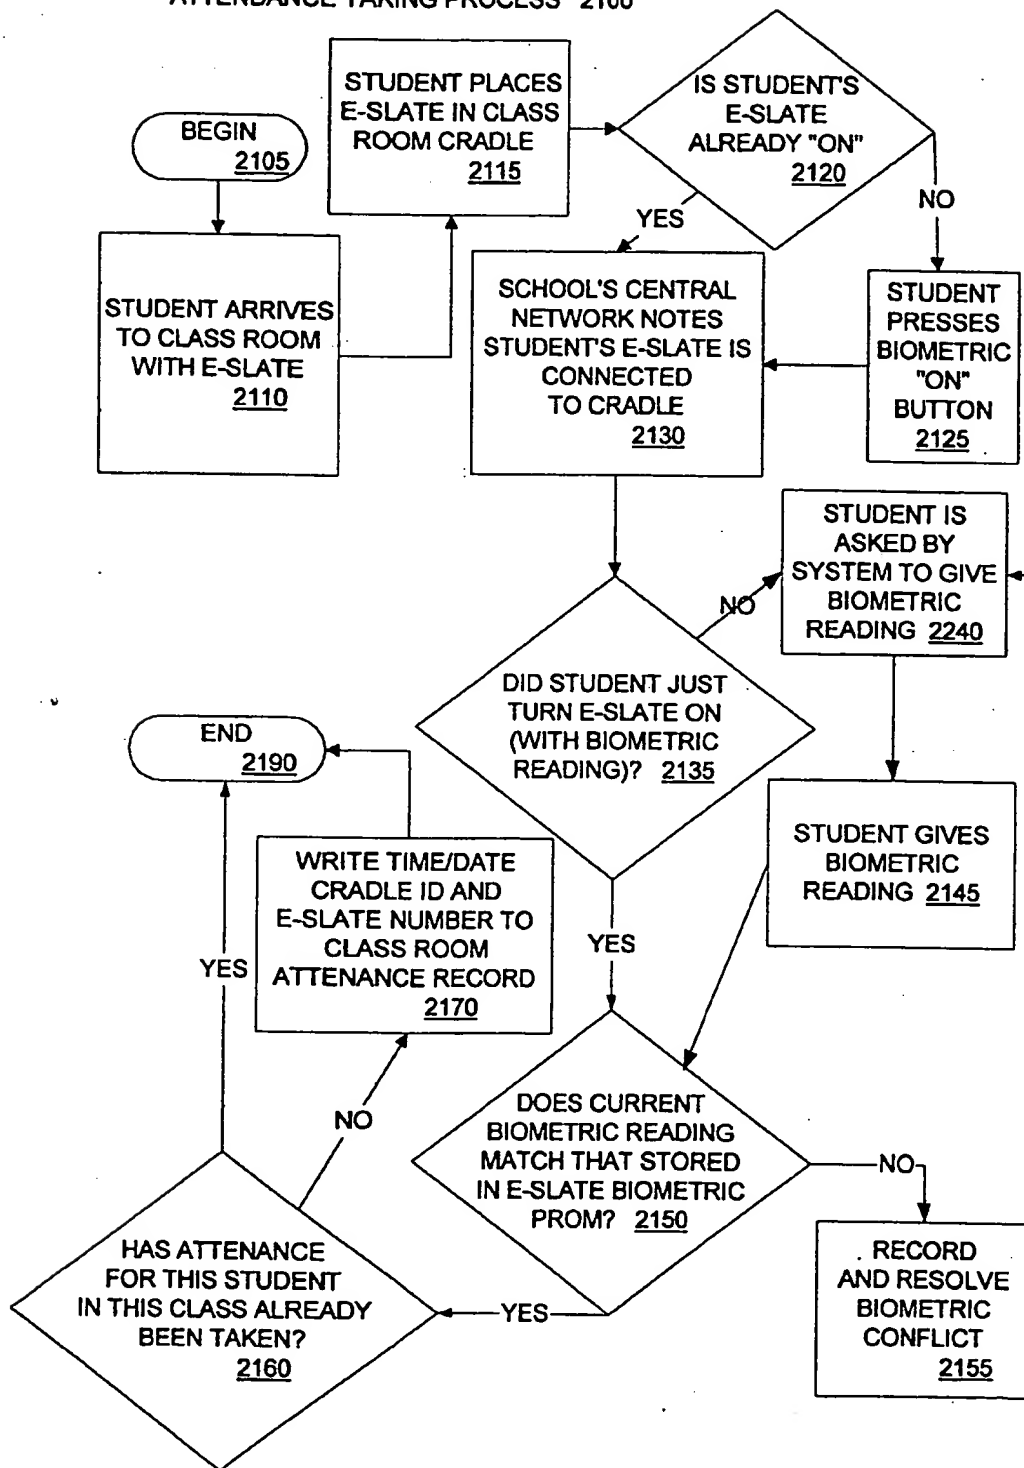 ATTENDANCE TAKING PROCESS 2100
BEGIN
2105
STUDENT ARRIVES
TO CLASS ROOM
WITH E-SLATE
2110
STUDENT PLACES
E-SLATE IN CLASS
ROOM CRADLE
2115
IS STUDENT'S
E-SLATE
ALREADY "ON"
2120
YES
NO
STUDENT
PRESSES
BIOMETRIC
"ON"
BUTTON
2125
SCHOOL'S CENTRAL
NETWORK NOTES
STUDENT'S E-SLATE IS
CONNECTED
TO CRADLE
2130
DID STUDENT JUST
TURN E-SLATE ON
(WITH BIOMETRIC
READING)? 2135
NO
STUDENT IS
ASKED BY
SYSTEM TO GIVE
BIOMETRIC
READING 2240
STUDENT GIVES
BIOMETRIC
READING 2145
YES
DOES CURRENT
BIOMETRIC READING
MATCH THAT STORED
IN E-SLATE BIOMETRIC
PROM? 2150
NO
RECORD
AND RESOLVE
BIOMETRIC
CONFLICT
2155
YES
HAS ATTENANCE
FOR THIS STUDENT
IN THIS CLASS ALREADY
BEEN TAKEN?
2160
NO
WRITE TIME/DATE
CRADLE ID AND
E-SLATE NUMBER TO
CLASS ROOM
ATTENANCE RECORD
2170
YES
END
2190